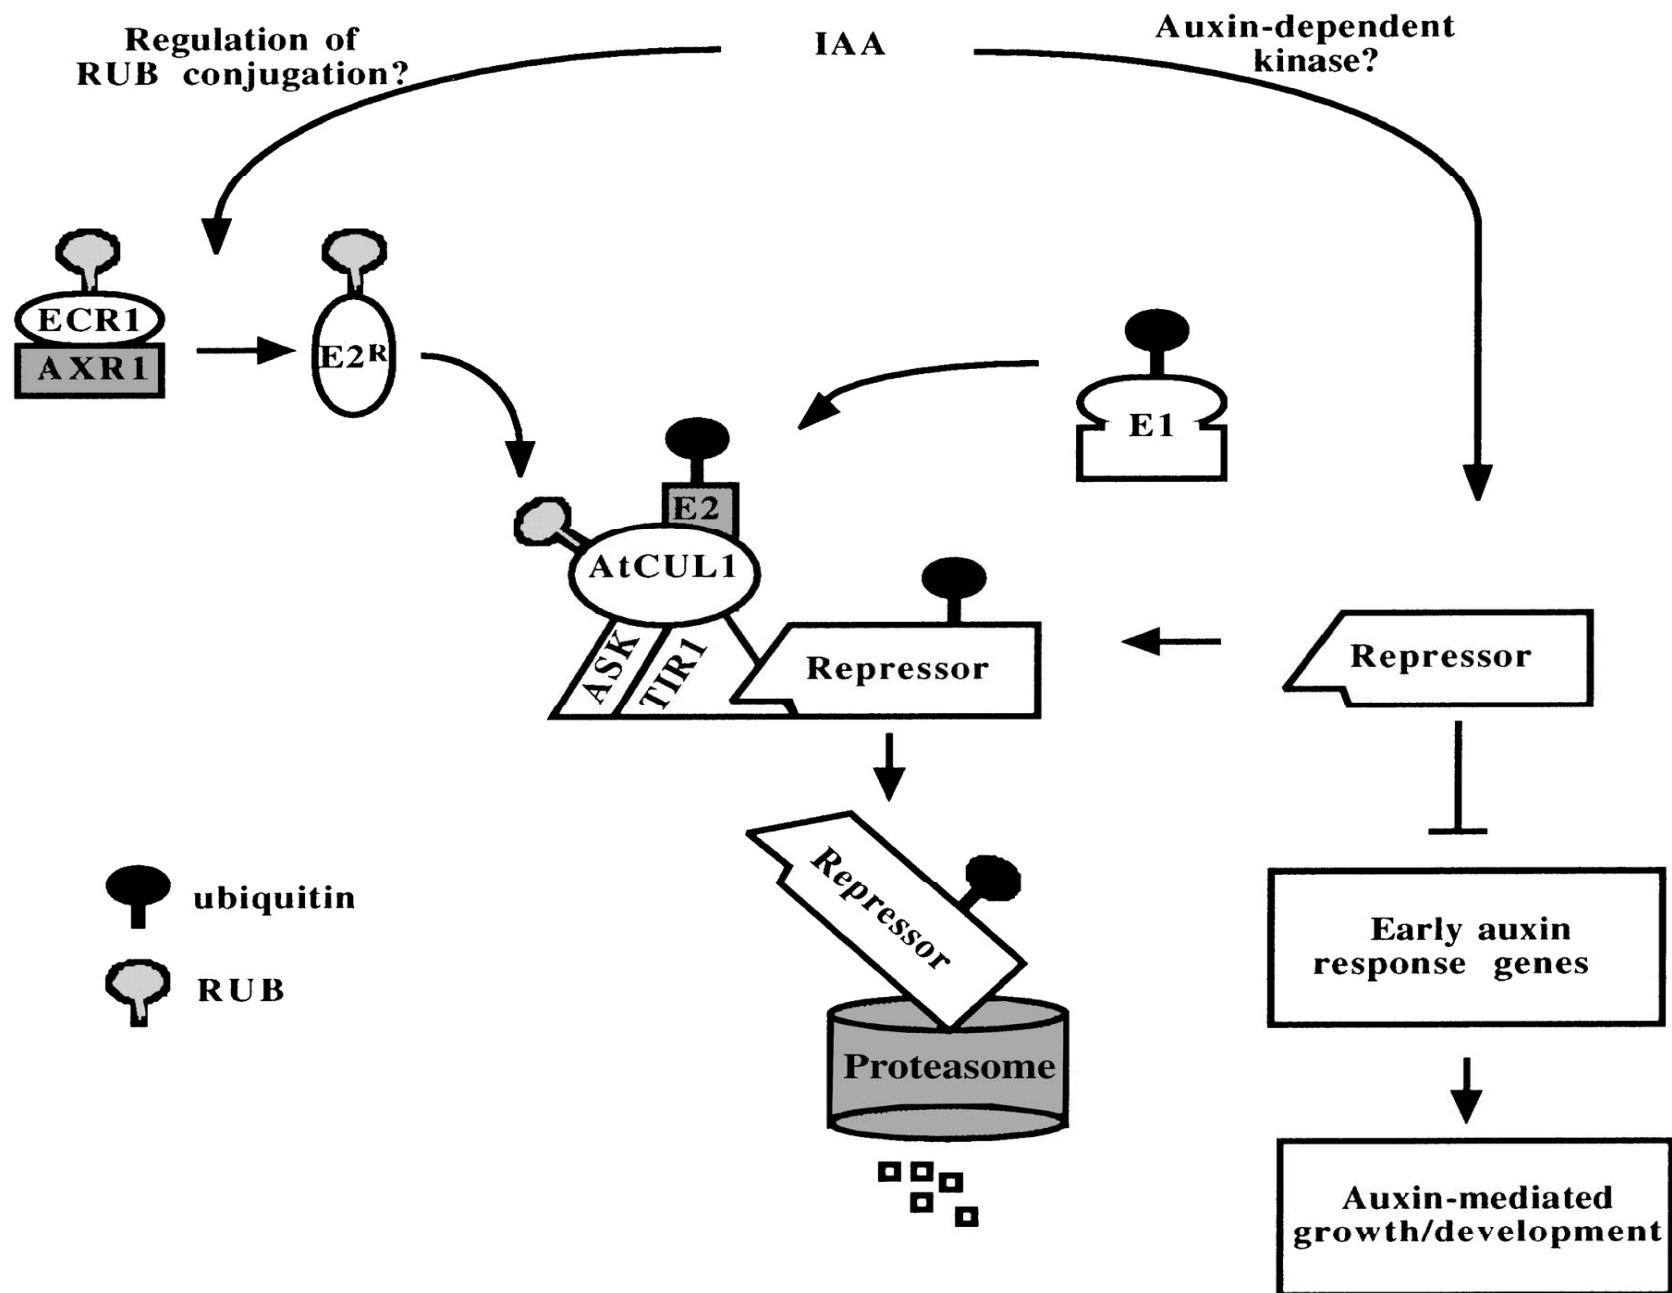 Regulation of
RUB conjugation?
IAA
Auxin-dependent
kinase?
ECR1
AXR1
E2R
E1
E2
AtCUL1
ASK
TIR1
Repressor
Repressor
Repressor
ubiquitin
RUB
Proteasome
Early auxin
response genes
Auxin-mediated
growth/development